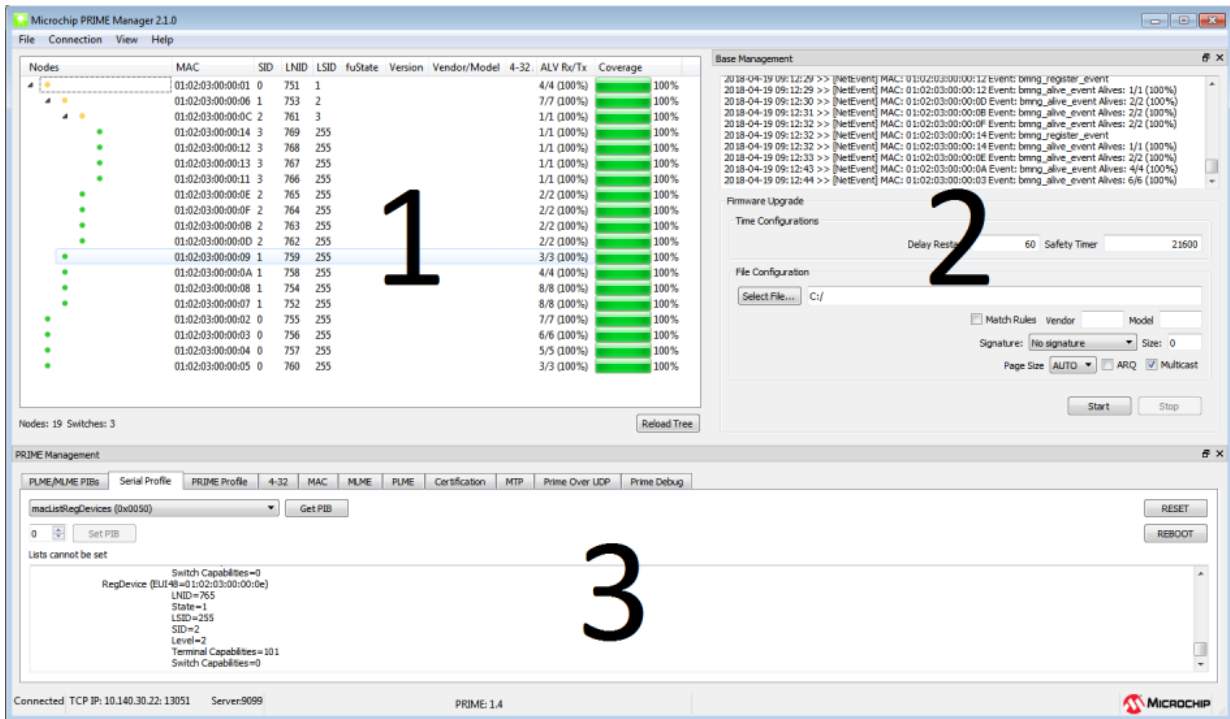 Microchip PRIME Manager 2.1.0
File Connection View Help
Nodes MAC SID LNID LSID fuState Version Vendor/Model 4-32. ALV Rx/Tx Coverage
01:02:03:00:00:01 0 751 1 4/4 (100%) 100%
01:02:03:00:00:06 1 753 2 7/7 (100%) 100%
01:02:03:00:00:0C 2 761 3 1/1 (100%) 100%
01:02:03:00:00:14 3 769 255 1/1 (100%) 100%
01:02:03:00:00:12 3 768 255 1/1 (100%) 100%
01:02:03:00:00:13 3 767 255 1/1 (100%) 100%
01:02:03:00:00:11 3 766 255 1/1 (100%) 100%
01:02:03:00:00:0E 2 765 255 2/2 (100%) 100%
01:02:03:00:00:0F 2 764 255 2/2 (100%) 100%
01:02:03:00:00:0B 2 763 255 2/2 (100%) 100%
01:02:03:00:00:0D 2 762 255 2/2 (100%) 100%
01:02:03:00:00:09 1 759 255 3/3 (100%) 100%
01:02:03:00:00:0A 1 758 255 4/4 (100%) 100%
01:02:03:00:00:08 1 754 255 8/8 (100%) 100%
01:02:03:00:00:07 1 752 255 8/8 (100%) 100%
01:02:03:00:00:02 0 755 255 7/7 (100%) 100%
01:02:03:00:00:03 0 756 255 6/6 (100%) 100%
01:02:03:00:00:04 0 757 255 5/5 (100%) 100%
01:02:03:00:00:05 0 760 255 3/3 (100%) 100%
1
Nodes: 19 Switches: 3
Reload Tree
Base Management
2018-04-19 09:12:29 >> [NetEvent] MAC: 01:02:03:00:00:12 Event: bmng_register_event
2018-04-19 09:12:29 >> [NetEvent] MAC: 01:02:03:00:00:12 Event: bmng_alive_event Alives: 1/1 (100%)
2018-04-19 09:12:30 >> [NetEvent] MAC: 01:02:03:00:00:0D Event: bmng_alive_event Alives: 2/2 (100%)
2018-04-19 09:12:31 >> [NetEvent] MAC: 01:02:03:00:00:0B Event: bmng_alive_event Alives: 2/2 (100%)
2018-04-19 09:12:32 >> [NetEvent] MAC: 01:02:03:00:00:0F Event: bmng_alive_event Alives: 2/2 (100%)
2018-04-19 09:12:32 >> [NetEvent] MAC: 01:02:03:00:00:14 Event: bmng_register_event
2018-04-19 09:12:32 >> [NetEvent] MAC: 01:02:03:00:00:14 Event: bmng_alive_event Alives: 1/1 (100%)
2018-04-19 09:12:33 >> [NetEvent] MAC: 01:02:03:00:00:0E Event: bmng_alive_event Alives: 2/2 (100%)
2018-04-19 09:12:43 >> [NetEvent] MAC: 01:02:03:00:00:0A Event: bmng_alive_event Alives: 4/4 (100%)
2018-04-19 09:12:44 >> [NetEvent] MAC: 01:02:03:00:00:03 Event: bmng_alive_event Alives: 6/6 (100%)
2
Firmware Upgrade
Time Configurations
Delay 60 Safety Timer 21600
File Configuration
Select File... C:/
Match Rules Vendor Model
Signature: No signature Size: 0
Page Size AUTO ARQ Multicast
Start Stop
PRIME Management
PLME/MLME PIBs Serial Profile PRIME Profile 4-32 MAC MLME PLME Certification MTP Prime Over UDP Prime Debug
macListRegDevices (0x0050) Get PIB RESET
0 Set PIB REBOOT
Lists cannot be set
3
Switch Capabilities=0
RegDevice (EUI48=01:02:03:00:00:0e)
LNID=765
State=1
LSID=255
SID=2
Level=2
Terminal Capabilities=101
Switch Capabilities=0
Connected TCP IP: 10.140.30.22: 13051 Server:9099 PRIME: 1.4 MICROCHIP